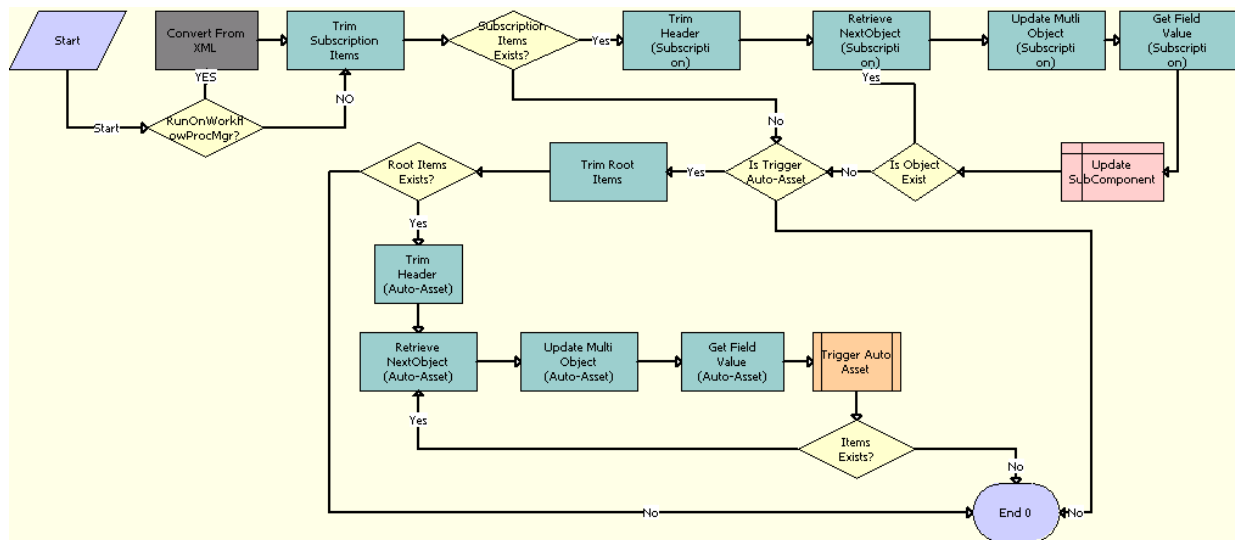 Start
Convert From
XML
Trim
Subscription
Items
Subscription
Items
Exists?
Yes
Trim
Header
(Subscripti
on)
Retrieve
NextObject
(Subscripti
on)
Update Mutli
Object
(Subscripti
on)
Get Field
Value
(Subscripti
on)
YES
NO
Yes
Start
RunOnWorkfl
owProcMgr?
No
Root Items
Exists?
Trim Root
Items
Yes
Is Trigger
Auto-Asset
No
Is Object
Exist
Update
SubComponent
Yes
Trim
Header
(Auto-Asset)
Retrieve
NextObject
(Auto-Asset)
Update Multi
Object
(Auto-Asset)
Get Field
Value
(Auto-Asset)
Trigger Auto
Asset
Yes
Items
Exists?
No
No
End 0
No